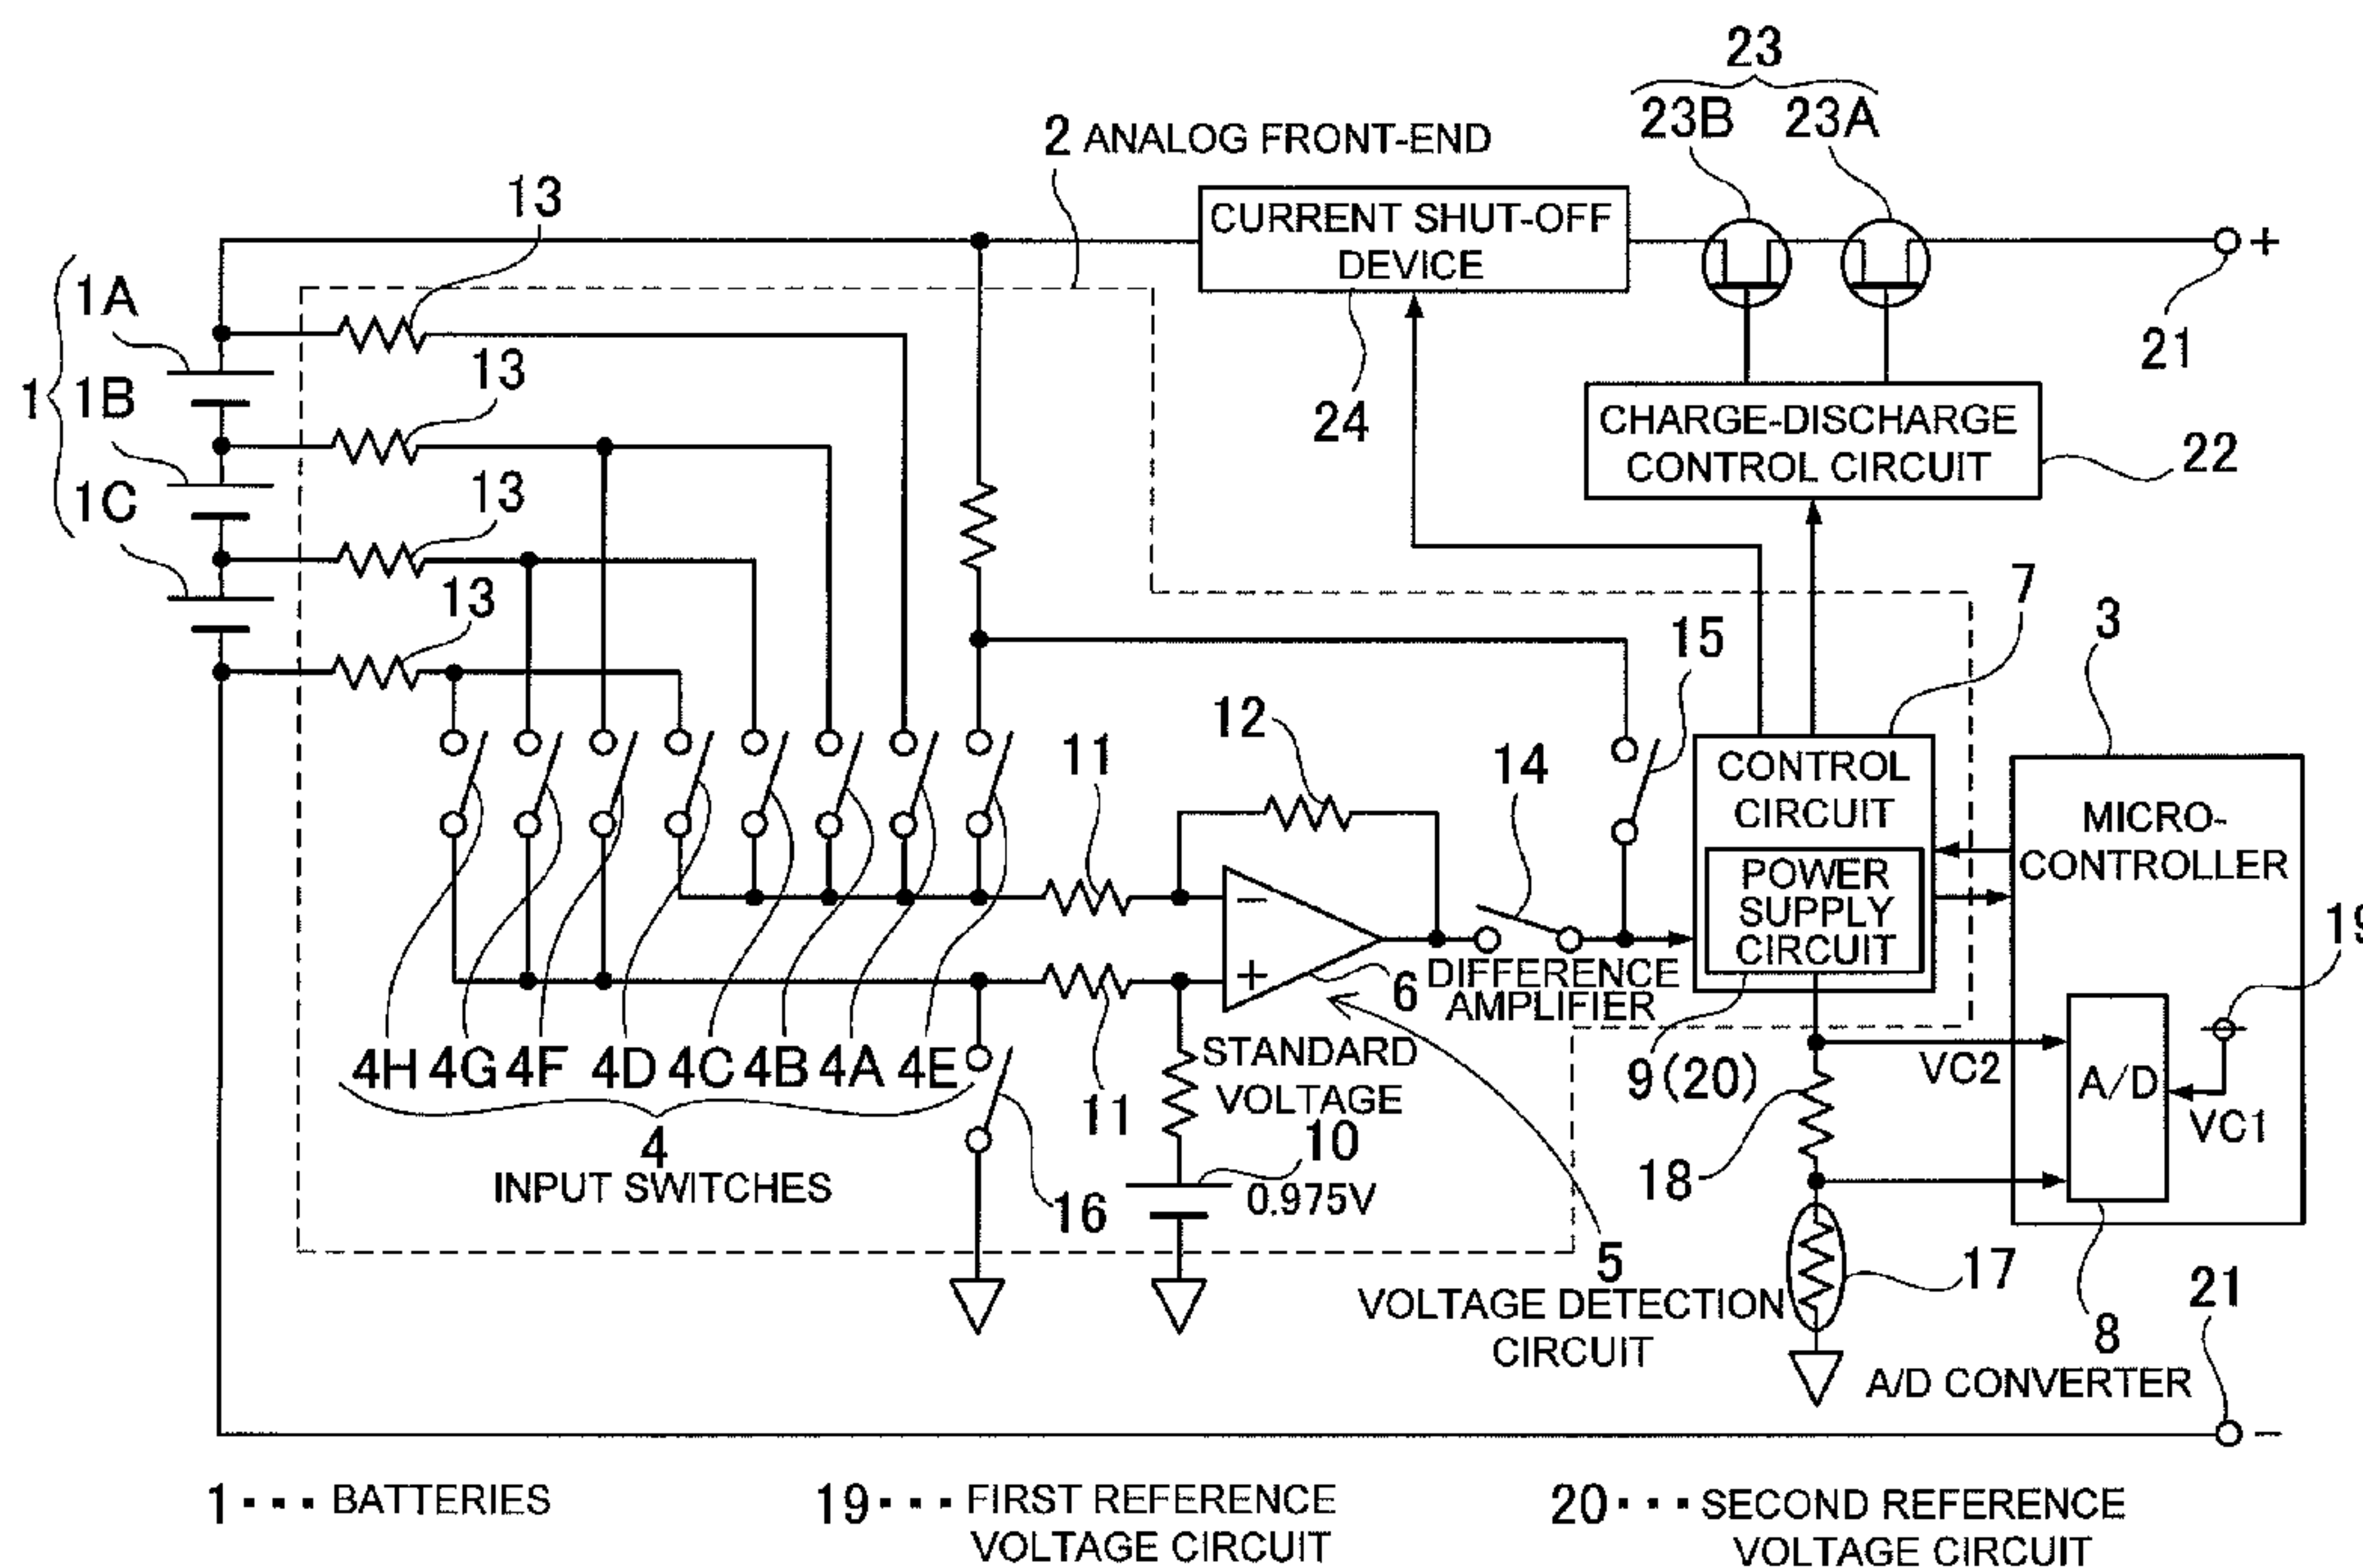 23
23B 23A
2 ANALOG FRONT-END
13
CURRENT SHUT-OFF
DEVICE
+
21
1A
1
1B
1C
13
13
13
24
CHARGE-DISCHARGE
CONTROL CIRCUIT
22
7
3
15
12
14
11
CONTROL
CIRCUIT
MICRO-
CONTROLLER
POWER
SUPPLY
CIRCUIT
−
+
6
DIFFERENCE
AMPLIFIER
19
4H 4G 4F 4D 4C 4B 4A 4E
4
INPUT SWITCHES
16
11
STANDARD
VOLTAGE
10
0.975V
9(20)
VC2
A/D
VC1
18
17
5
VOLTAGE DETECTION
CIRCUIT
8
A/D CONVERTER
21
−
1··· BATTERIES
19··· FIRST REFERENCE
VOLTAGE CIRCUIT
20··· SECOND REFERENCE
VOLTAGE CIRCUIT